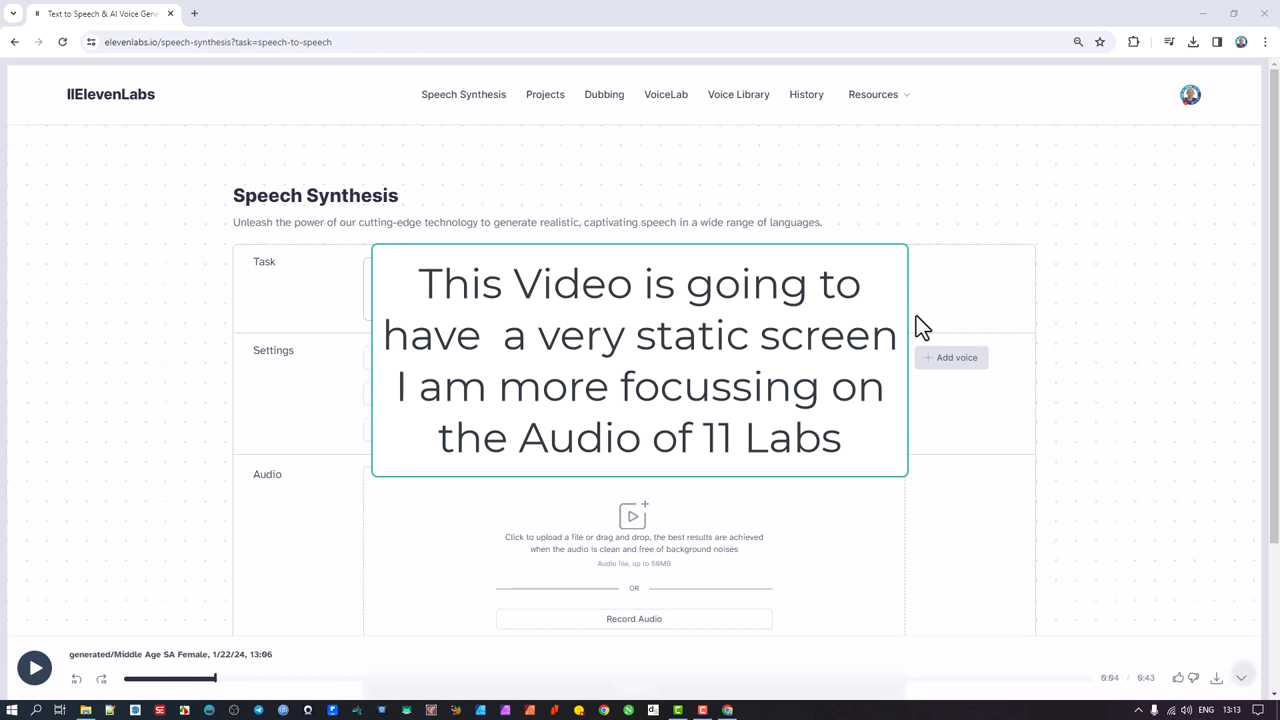 Text to Speech & AI Voice Gene
elevenlabs.io/speech-synthesis?task=speech-to-speech
IIElevenLabs
Speech Synthesis
Projects
Dubbing
VoiceLab
Voice Library
History
Resources
Speech Synthesis
Unleash the power of our cutting-edge technology to generate realistic, captivating speech in a wide range of languages.
Task
This Video is going to
have a very static screen
I am more focussing on
the Audio of 11 Labs
Settings
+ Add voice
Audio
Click to upload a file or drag and drop, the best results are achieved
when the audio is clean and free of background noises
Audio file, up to 50MB
OR
Record Audio
generated/Middle Age SA Female, 1/22/24, 13:06
10
10
0:04 / 0:43
ENG
13:13